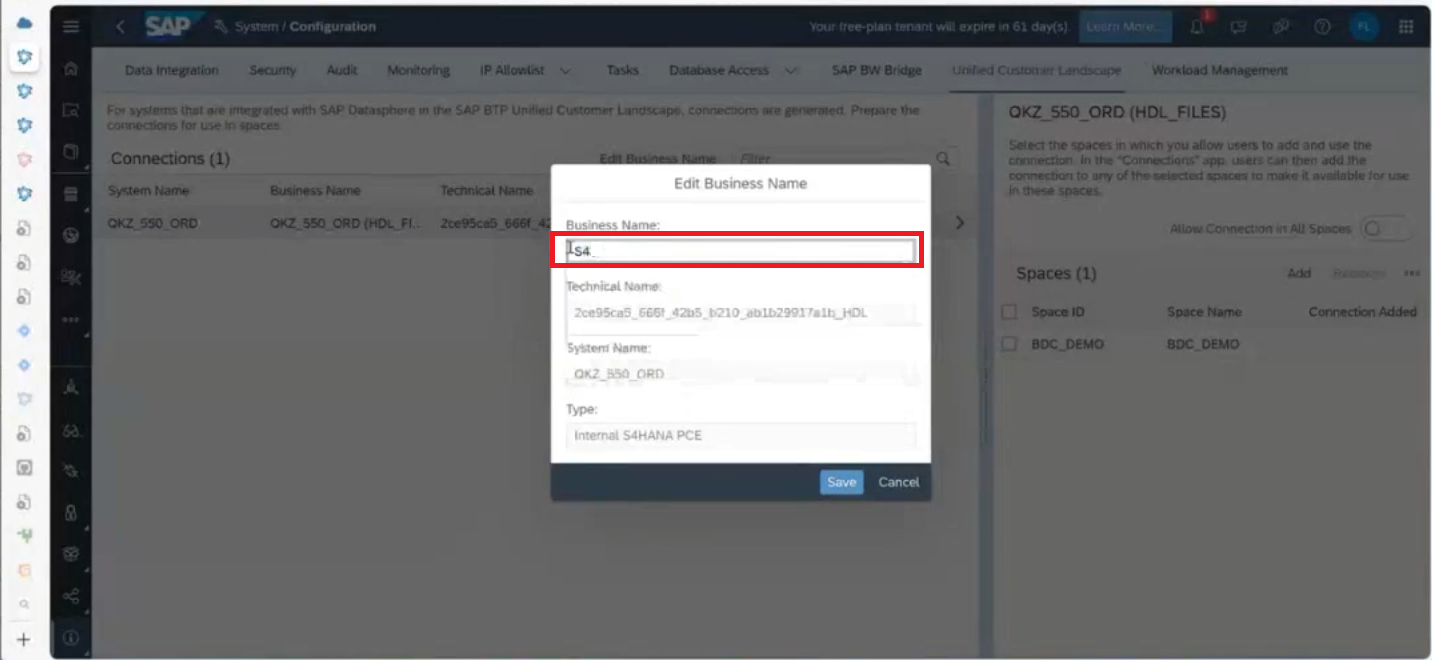 SAP System / Configuration Your free-plan tenant will expire in 61 day(s). Learn More... 1 FL
Data Integration Security Audit Monitoring IP Allowlist Tasks Database Access SAP BW Bridge Unified Customer Landscape Workload Management
For systems that are integrated with SAP Datasphere in the SAP BTP Unified Customer Landscape, connections are generated. Prepare the
connections for use in spaces.
Connections (1) Edit Business Name Filter
System Name Business Name Technical Name
QKZ_550_ORD QKZ_550_ORD (HDL_FI... 2ce95ca5_666f_42
Edit Business Name
Business Name:
S4_
Technical Name:
2ce95ca5_666f_42b5_b210_ab1b29917a1b_HDL
System Name:
QKZ_550_ORD
Type:
Internal S4HANA PCE
Save Cancel
QKZ_550_ORD (HDL_FILES)
Select the spaces in which you allow users to add and use the
connection. In the "Connections" app, users can then add the
connection to any of the selected spaces to make it available for use
in these spaces.
Allow Connection in All Spaces
Spaces (1) Add
Space ID Space Name Connection Added
BDC_DEMO BDC_DEMO